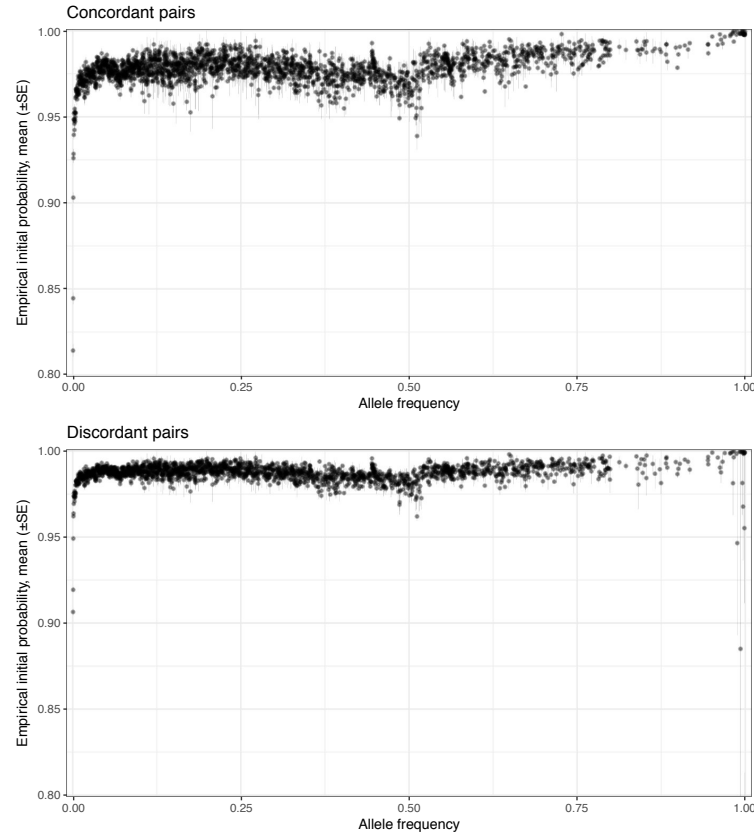 Concordant pairs
Empirical initial probability, mean (±SE)
1.00
0.95
0.90
0.85
0.80
0.00 0.25 0.50 0.75 1.00
Allele frequency
Discordant pairs
Empirical initial probability, mean (±SE)
1.00
0.95
0.90
0.85
0.80
0.00 0.25 0.50 0.75 1.00
Allele frequency